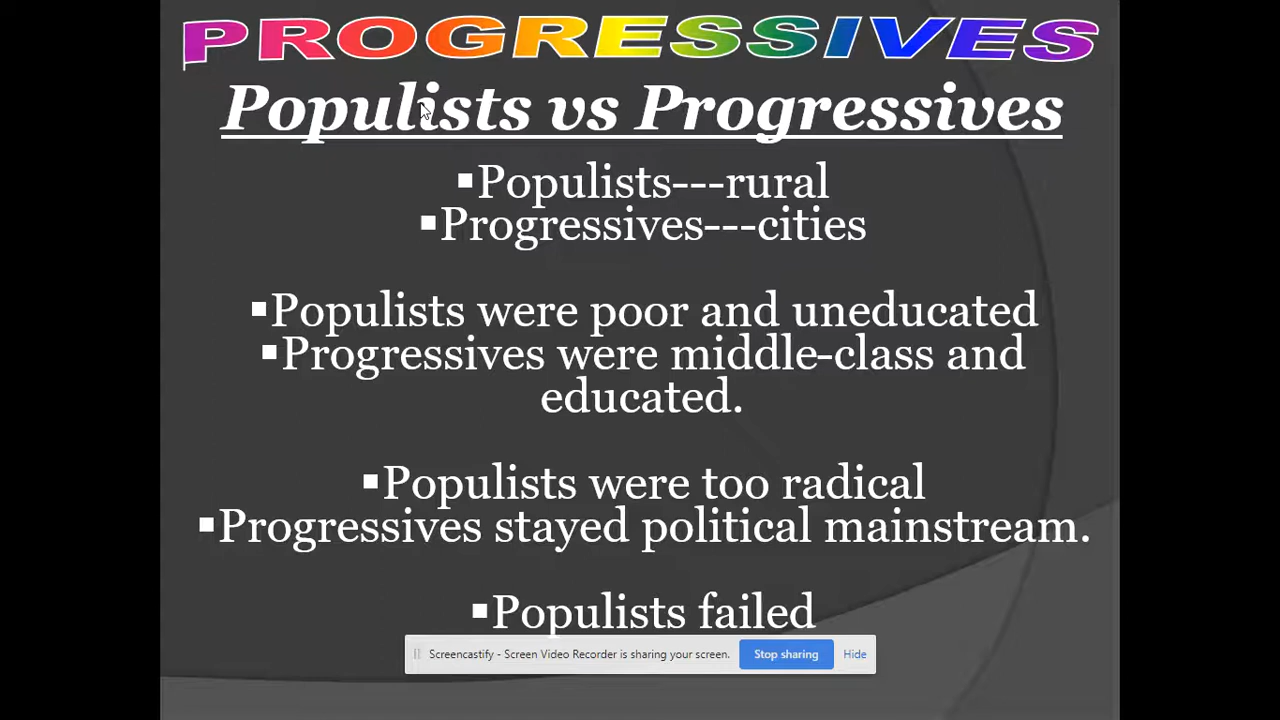 PROGRESSIVES
Populists vs Progressives
▪Populists---rural
▪Progressives---cities
▪Populists were poor and uneducated
▪Progressives were middle-class and
educated.
▪Populists were too radical
▪Progressives stayed political mainstream.
▪Populists failed
Screencastify - Screen Video Recorder is sharing your screen. Stop sharing Hide